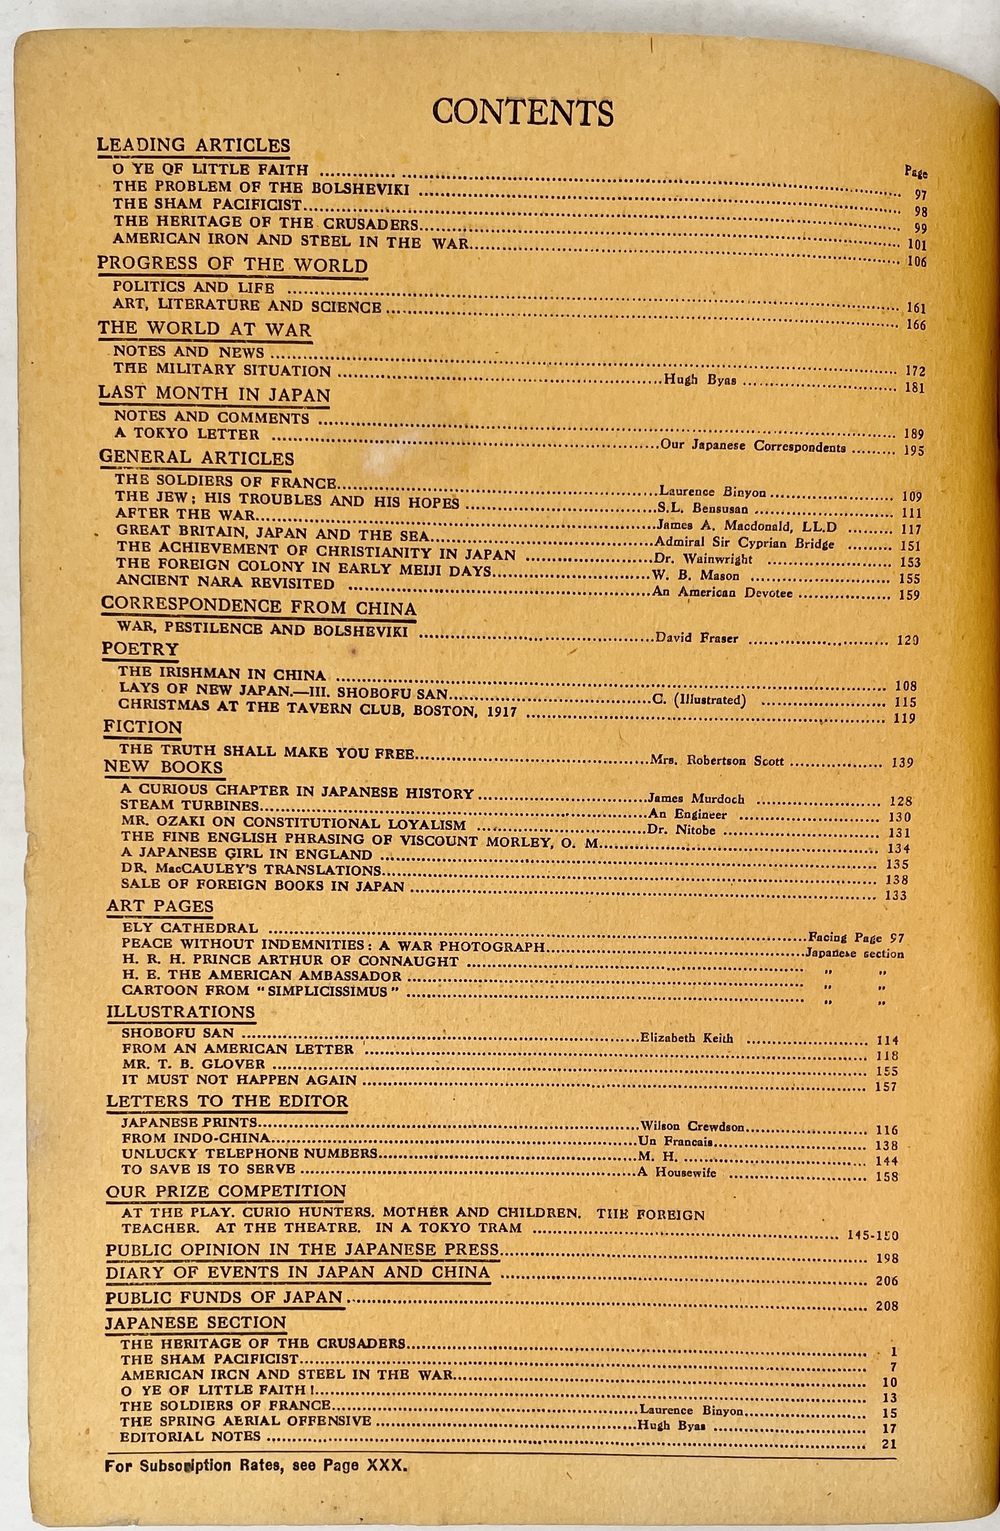 CONTENTS
LEADING ARTICLES
Page
O YE OF LITTLE FAITH ........ 97
THE PROBLEM OF THE BOLSHEVIKI ........ 98
THE SHAM PACIFICIST ........ 99
THE HERITAGE OF THE CRUSADERS ........ 101
AMERICAN IRON AND STEEL IN THE WAR ........ 106
PROGRESS OF THE WORLD
POLITICS AND LIFE ........ 161
ART, LITERATURE AND SCIENCE ........ 166
THE WORLD AT WAR
NOTES AND NEWS ........ 172
THE MILITARY SITUATION ........ Hugh Byas ........ 181
LAST MONTH IN JAPAN
NOTES AND COMMENTS ........ 189
A TOKYO LETTER ........ Our Japanese Correspondents ........ 195
GENERAL ARTICLES
THE SOLDIERS OF FRANCE ........ Laurence Binyon ........ 109
THE JEW; HIS TROUBLES AND HIS HOPES ........ S.L. Bensusan ........ 111
AFTER THE WAR ........ James A. Macdonald, LL.D ........ 117
GREAT BRITAIN, JAPAN AND THE SEA ........ Admiral Sir Cyprian Bridge ........ 151
THE ACHIEVEMENT OF CHRISTIANITY IN JAPAN ........ Dr. Wainwright ........ 153
THE FOREIGN COLONY IN EARLY MEIJI DAYS ........ W. B. Mason ........ 155
ANCIENT NARA REVISITED ........ An American Devotee ........ 159
CORRESPONDENCE FROM CHINA
WAR, PESTILENCE AND BOLSHEVIKI ........ David Fraser ........ 120
POETRY
THE IRISHMAN IN CHINA ........ 108
LAYS OF NEW JAPAN.—III. SHOBOFU SAN ........ C. (Illustrated) ........ 115
CHRISTMAS AT THE TAVERN CLUB, BOSTON, 1917 ........ 119
FICTION
THE TRUTH SHALL MAKE YOU FREE ........ Mrs. Robertson Scott ........ 139
NEW BOOKS
A CURIOUS CHAPTER IN JAPANESE HISTORY ........ James Murdoch ........ 128
STEAM TURBINES ........ An Engineer ........ 130
MR. OZAKI ON CONSTITUTIONAL LOYALISM ........ Dr. Nitobe ........ 131
THE FINE ENGLISH PHRASING OF VISCOUNT MORLEY, O. M. ........ 134
A JAPANESE GIRL IN ENGLAND ........ 135
DR. MacCAULEY'S TRANSLATIONS ........ 138
SALE OF FOREIGN BOOKS IN JAPAN ........ 133
ART PAGES
ELY CATHEDRAL ........ Facing Page 97
PEACE WITHOUT INDEMNITIES: A WAR PHOTOGRAPH ........ Japanese section
H. R. H. PRINCE ARTHUR OF CONNAUGHT ........ " "
H. E. THE AMERICAN AMBASSADOR ........ " "
CARTOON FROM "SIMPLICISSIMUS" ........ " "
ILLUSTRATIONS
SHOBOFU SAN ........ Elizabeth Keith ........ 114
FROM AN AMERICAN LETTER ........ 118
MR. T. B. GLOVER ........ 155
IT MUST NOT HAPPEN AGAIN ........ 157
LETTERS TO THE EDITOR
JAPANESE PRINTS ........ Wilson Crewdson ........ 116
FROM INDO-CHINA ........ Un Francais ........ 138
UNLUCKY TELEPHONE NUMBERS ........ M. H. ........ 144
TO SAVE IS TO SERVE ........ A Housewife ........ 158
OUR PRIZE COMPETITION
AT THE PLAY. CURIO HUNTERS. MOTHER AND CHILDREN. THE FOREIGN
TEACHER. AT THE THEATRE. IN A TOKYO TRAM ........ 145-150
PUBLIC OPINION IN THE JAPANESE PRESS ........ 198
DIARY OF EVENTS IN JAPAN AND CHINA ........ 206
PUBLIC FUNDS OF JAPAN ........ 208
JAPANESE SECTION
THE HERITAGE OF THE CRUSADERS ........ 1
THE SHAM PACIFICIST ........ 7
AMERICAN IRCN AND STEEL IN THE WAR ........ 10
O YE OF LITTLE FAITH! ........ 13
THE SOLDIERS OF FRANCE ........ Laurence Binyon ........ 15
THE SPRING AERIAL OFFENSIVE ........ Hugh Byas ........ 17
EDITORIAL NOTES ........ 21
For Subscription Rates, see Page XXX.